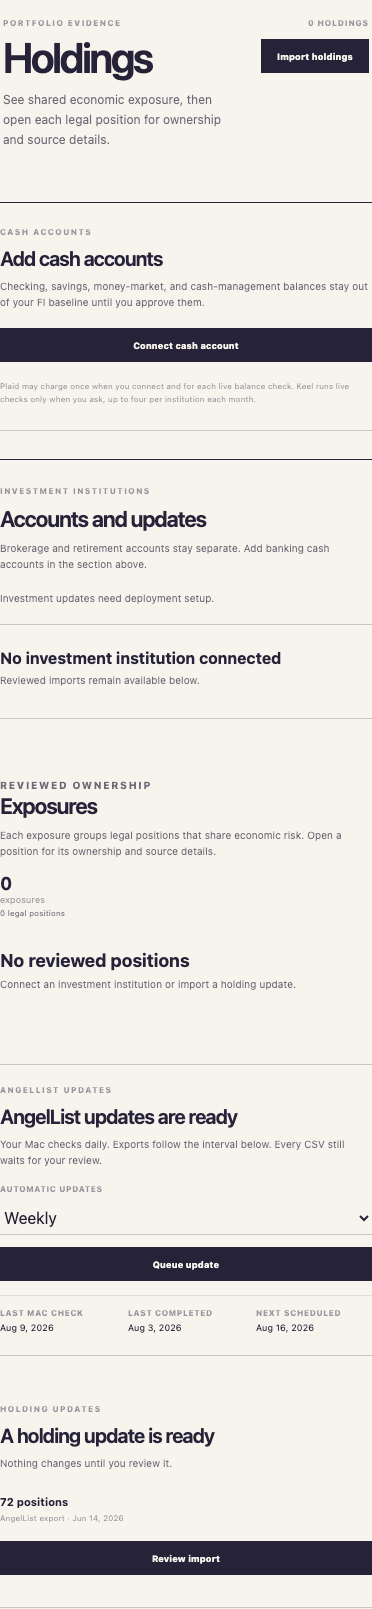 PORTFOLIO EVIDENCE
0 HOLDINGS
Holdings
Import holdings
See shared economic exposure, then
open each legal position for ownership
and source details.
CASH ACCOUNTS
Add cash accounts
Checking, savings, money-market, and cash-management balances stay out
of your FI baseline until you approve them.
Connect cash account
Plaid may charge once when you connect and for each live balance check. Keel runs live
checks only when you ask, up to four per institution each month.
INVESTMENT INSTITUTIONS
Accounts and updates
Brokerage and retirement accounts stay separate. Add banking cash
accounts in the section above.
Investment updates need deployment setup.
No investment institution connected
Reviewed imports remain available below.
REVIEWED OWNERSHIP
Exposures
Each exposure groups legal positions that share economic risk. Open a
position for its ownership and source details.
0
exposures
0 legal positions
No reviewed positions
Connect an investment institution or import a holding update.
ANGELLIST UPDATES
AngelList updates are ready
Your Mac checks daily. Exports follow the interval below. Every CSV still
waits for your review.
AUTOMATIC UPDATES
Weekly
Queue update
LAST MAC CHECK
Aug 9, 2026
LAST COMPLETED
Aug 3, 2026
NEXT SCHEDULED
Aug 16, 2026
HOLDING UPDATES
A holding update is ready
Nothing changes until you review it.
72 positions
AngelList export · Jun 14, 2026
Review import